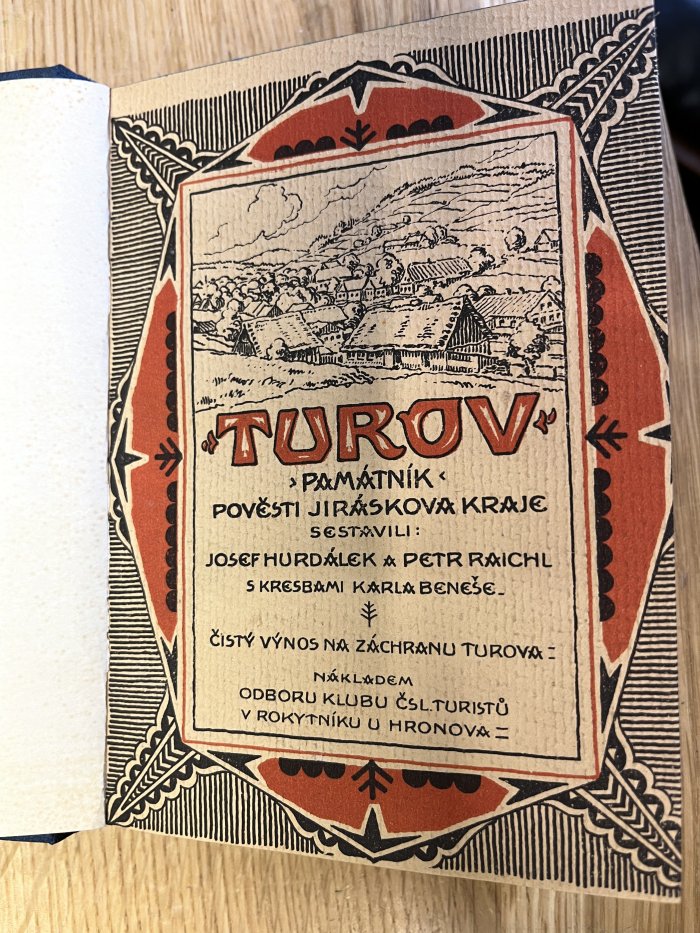 „TUROV“
›PAMÁTNÍK‹
POVĚSTI JIRÁSKOVA KRAJE
SESTAVILI:
JOSEF HURDÁLEK A PETR RAICHL
S KRESBAMI KARLA BENEŠE_
ČISTÝ VÝNOS NA ZÁCHRANU TUROVA=
NÁKLADEM
ODBORU KLUBU ČSL. TURISTŮ
V ROKYTNÍKU U HRONOVA=